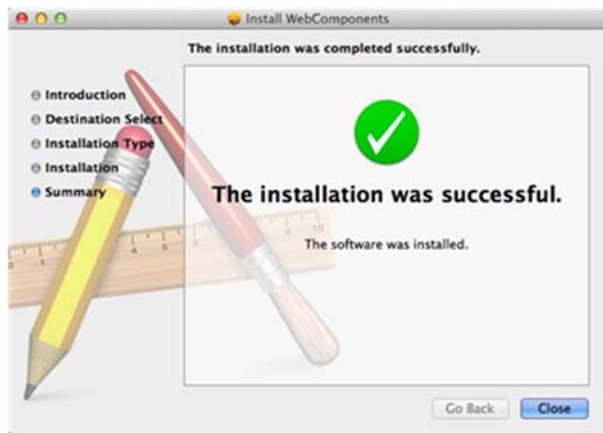 Install WebComponents
The installation was completed successfully.
Introduction
Destination Select
Installation Type
Installation
Summary
The installation was successful.
The software was installed.
Go Back
Close